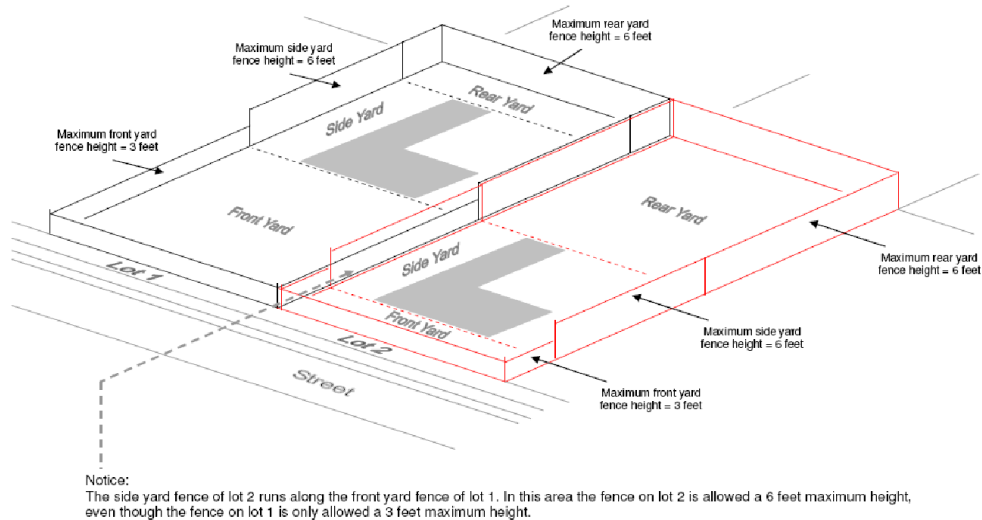 Maximum rear yard
fence height = 6 feet
Maximum side yard
fence height = 6 feet
Maximum front yard
fence height = 3 feet
Rear Yard
Side Yard
Front Yard
Lot 1
Rear Yard
Side Yard
Front Yard
Lot 2
Street
Maximum rear yard
fence height = 6 feet
Maximum side yard
fence height = 6 feet
Maximum front yard
fence height = 3 feet
Notice:
The side yard fence of lot 2 runs along the front yard fence of lot 1. In this area the fence on lot 2 is allowed a 6 feet maximum height,
even though the fence on lot 1 is only allowed a 3 feet maximum height.